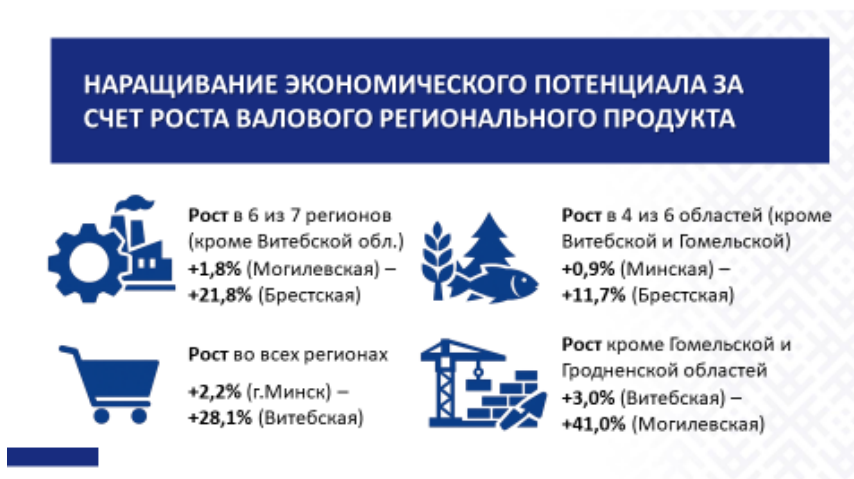 НАРАЩИВАНИЕ ЭКОНОМИЧЕСКОГО ПОТЕНЦИАЛА ЗА
СЧЕТ РОСТА ВАЛОВОГО РЕГИОНАЛЬНОГО ПРОДУКТА
Рост в 6 из 7 регионов
(кроме Витебской обл.)
+1,8% (Могилевская) –
+21,8% (Брестская)
Рост в 4 из 6 областей (кроме
Витебской и Гомельской)
+0,9% (Минская) –
+11,7% (Брестская)
Рост во всех регионах
+2,2% (г.Минск) –
+28,1% (Витебская)
Рост кроме Гомельской и
Гродненской областей
+3,0% (Витебская) –
+41,0% (Могилевская)